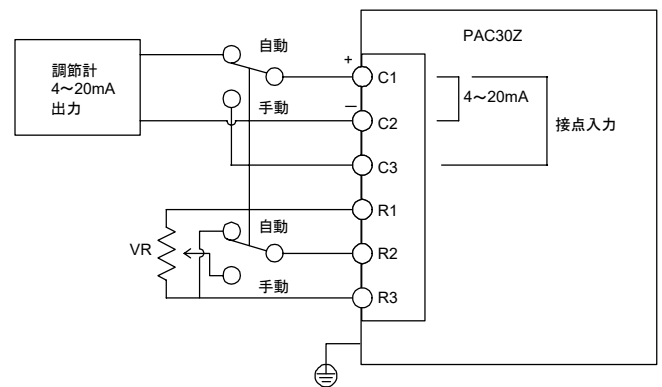 調節計
4～20mA
出力
自動
手動
+
−
C1
C2
C3
R1
R2
R3
PAC30Z
4～20mA
接点入力
VR
自動
手動